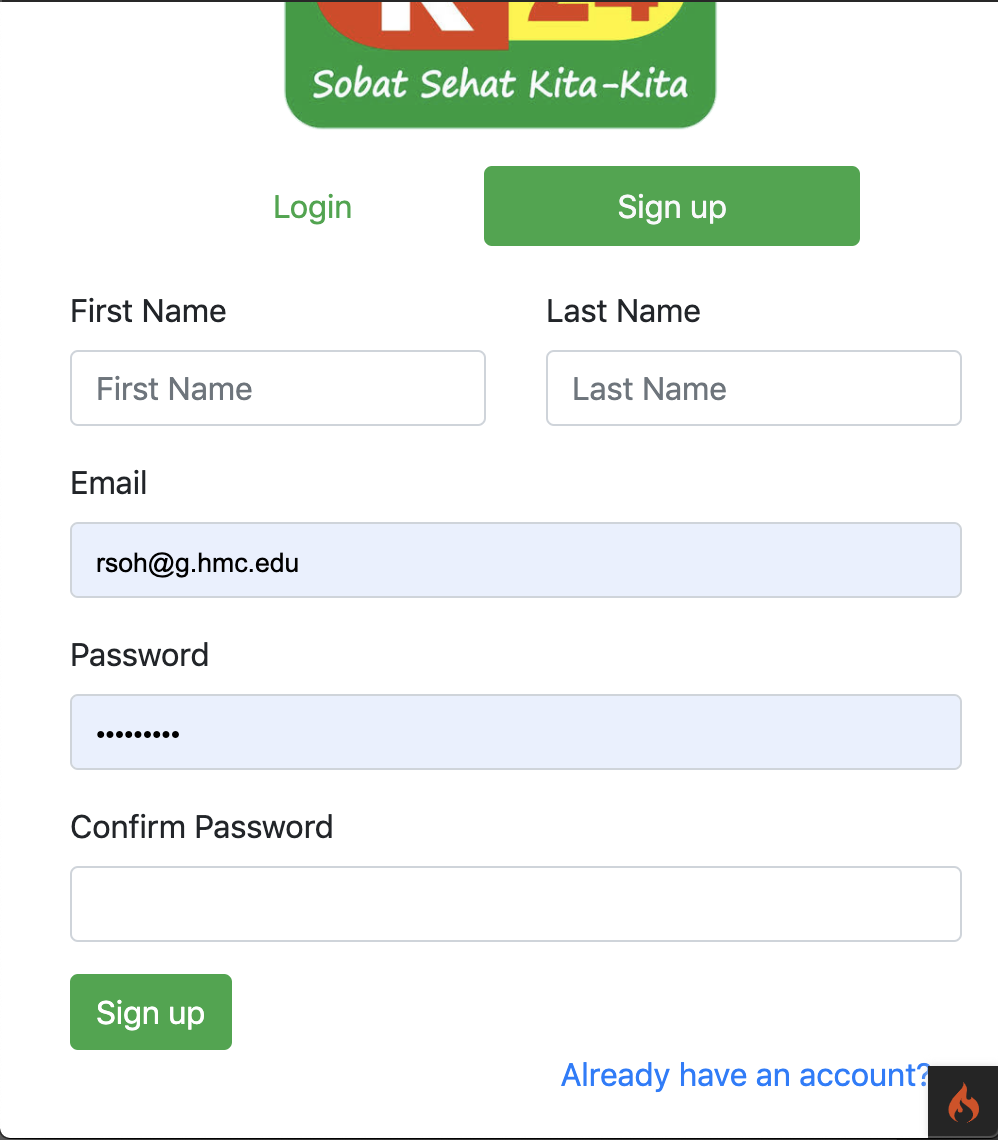 K 24
Sobat Sehat Kita-Kita
Login Sign up
First Name Last Name
First Name Last Name
Email
rsoh@g.hmc.edu
Password
•••••••••
Confirm Password
Sign up
Already have an account?